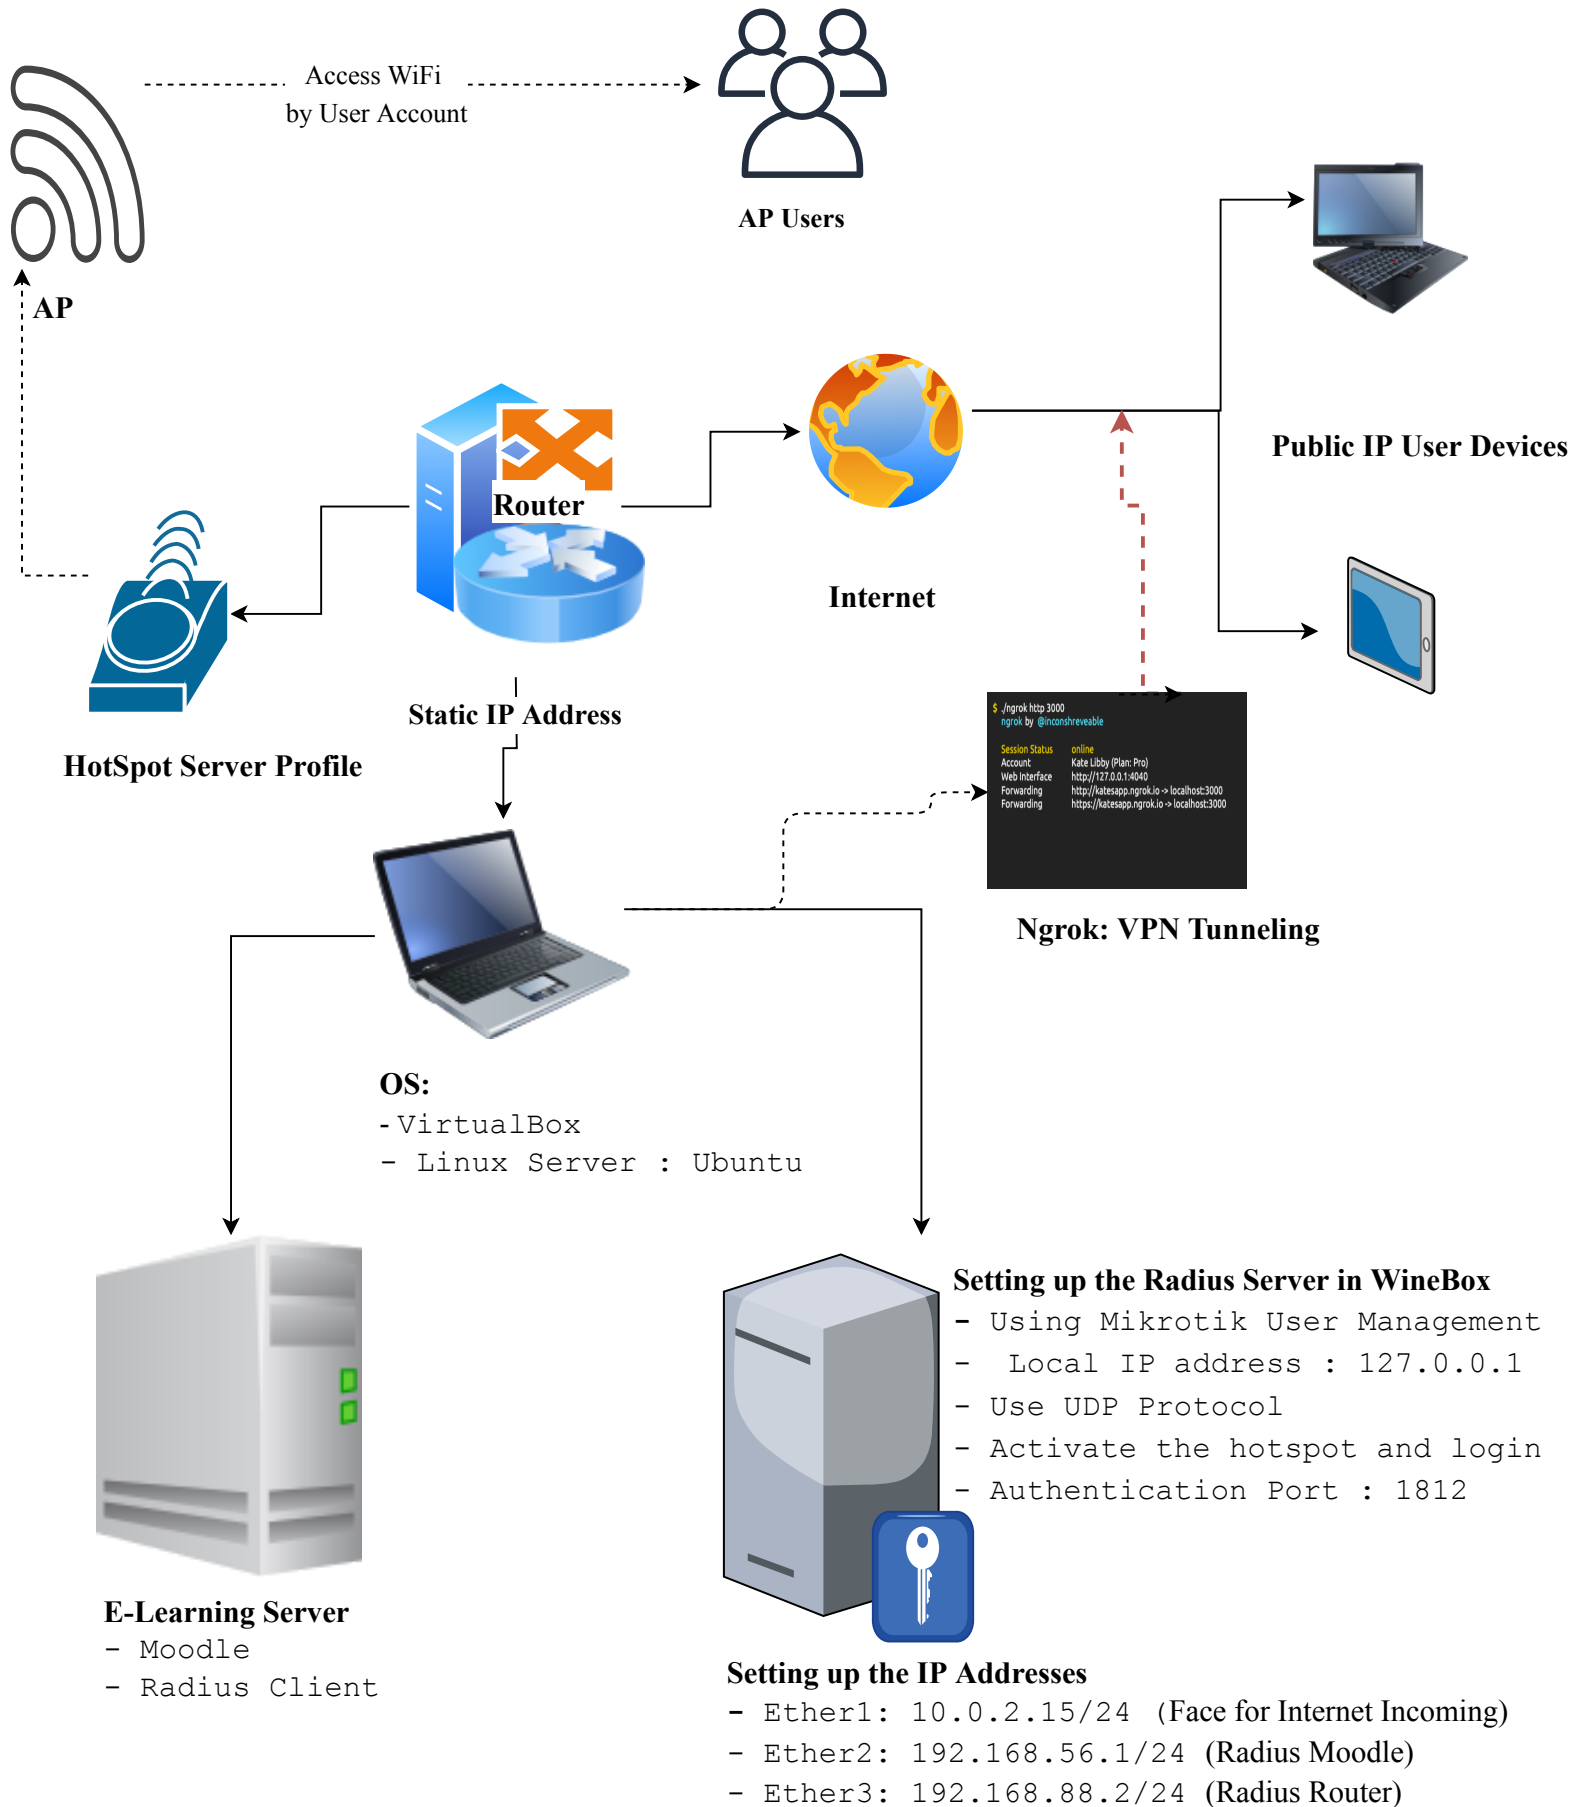 Access WiFi
by User Account
AP Users
AP
Public IP User Devices
Router
Internet
Static IP Address
HotSpot Server Profile
$ ./ngrok http 3000
ngrok by @inconshreveable
Session Status online
Account Kate Libby (Plan: Pro)
Web Interface http://127.0.0.1:4040
Forwarding http://katesapp.ngrok.io -> localhost:3000
Forwarding https://katesapp.ngrok.io -> localhost:3000
Ngrok: VPN Tunneling
OS:
- VirtualBox
- Linux Server : Ubuntu
Setting up the Radius Server in WineBox
- Using Mikrotik User Management
- Local IP address : 127.0.0.1
- Use UDP Protocol
- Activate the hotspot and login
- Authentication Port : 1812
E-Learning Server
- Moodle
- Radius Client
Setting up the IP Addresses
- Ether1: 10.0.2.15/24 (Face for Internet Incoming)
- Ether2: 192.168.56.1/24 (Radius Moodle)
- Ether3: 192.168.88.2/24 (Radius Router)